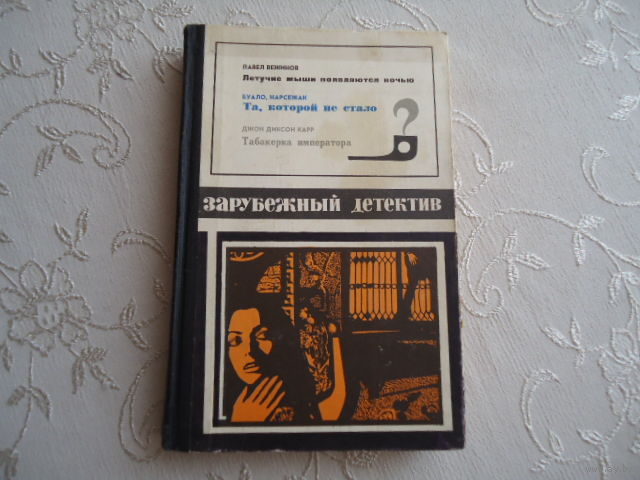 ПАВЕЛ ВЕЖИНОВ
Летучие мыши появляются ночью
БУАЛО, НАРСЕЖАК
Та, которой не стало
ДЖОН ДИКСОН КАРР
Табакерка императора
?
ЗАРУБЕЖНЫЙ ДЕТЕКТИВ